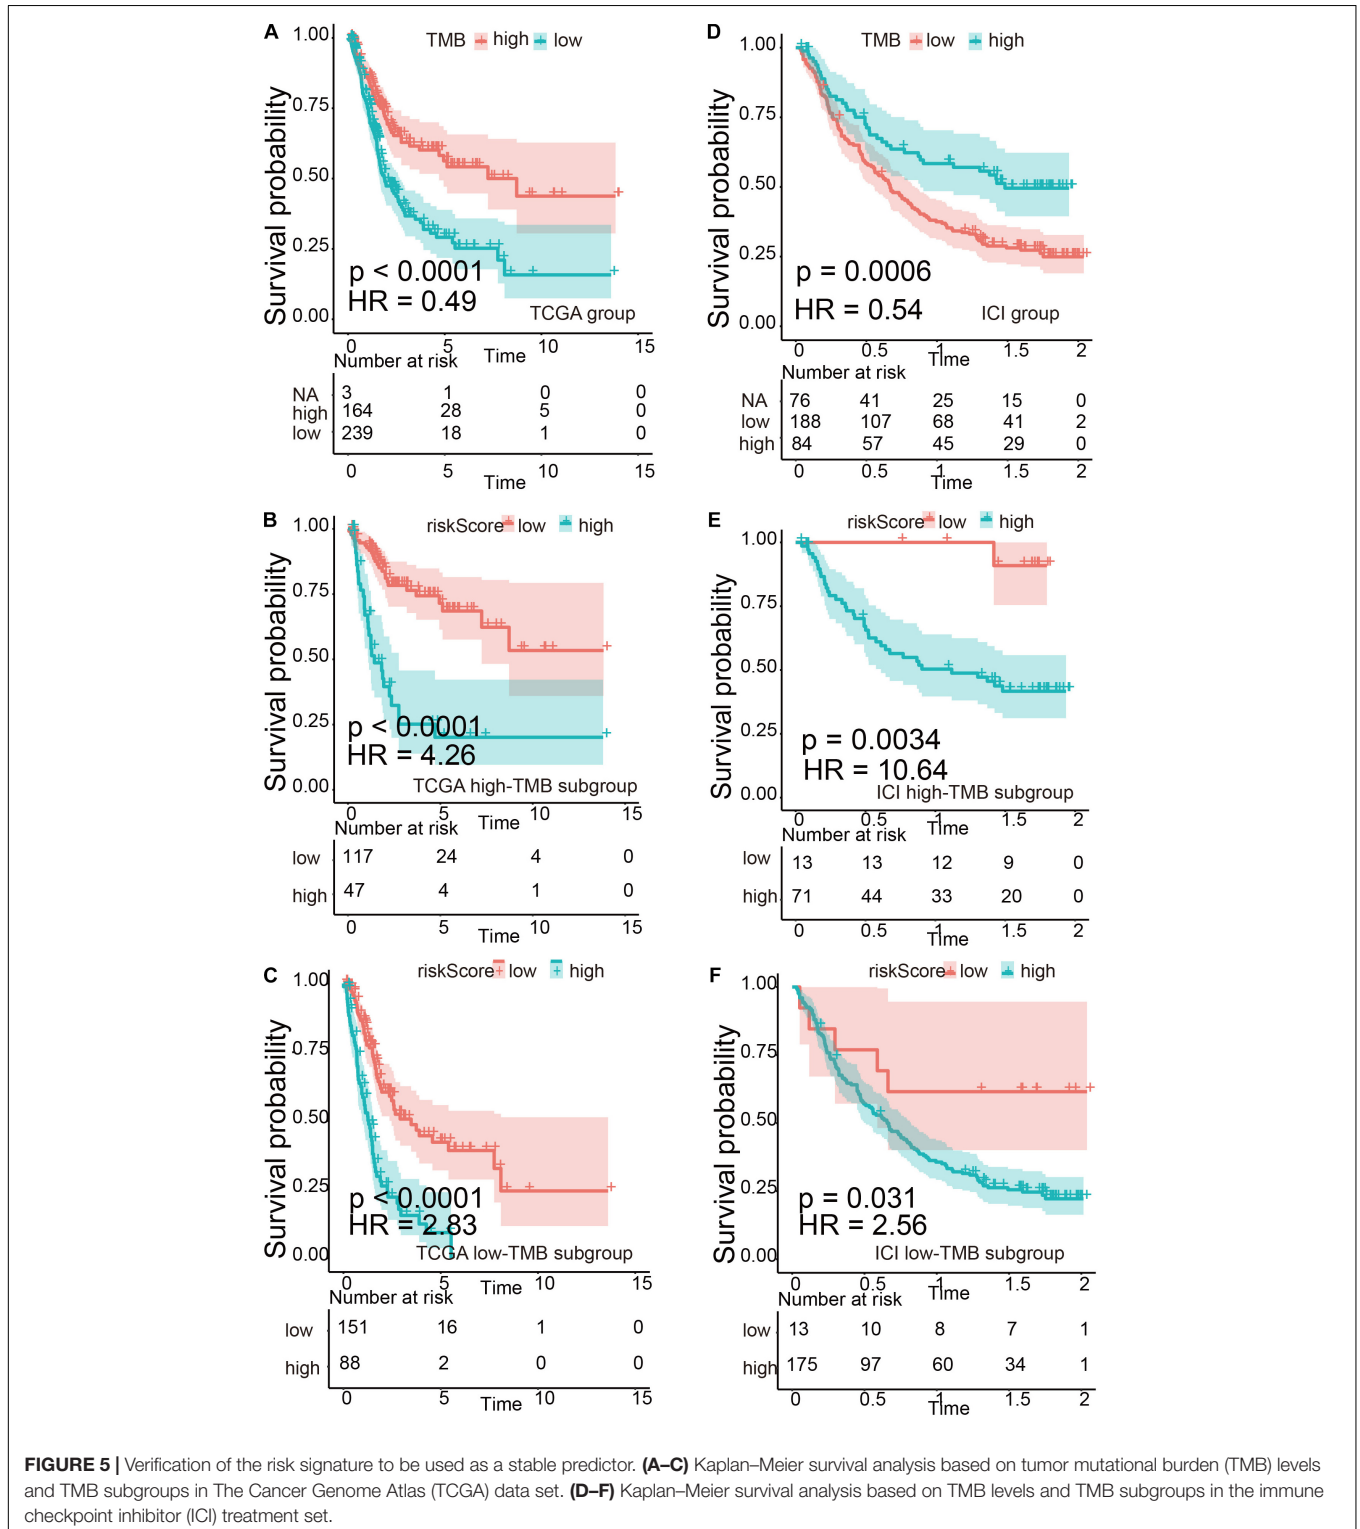 A
TMB high low
Survival probability
1.00
0.75
0.50
0.25
0.00
p < 0.0001
HR = 0.49
TCGA group
0 5 10 15
Time
Number at risk
NA 3 1 0 0
high 164 28 5 0
low 239 18 1 0
0 5 10 15
Time
B
riskScore low high
Survival probability
1.00
0.75
0.50
0.25
0.00
p < 0.0001
HR = 4.26
TCGA high-TMB subgroup
0 5 10 15
Time
Number at risk
low 117 24 4 0
high 47 4 1 0
0 5 10 15
Time
C
riskScore low high
Survival probability
1.00
0.75
0.50
0.25
0.00
p < 0.0001
HR = 2.83
TCGA low-TMB subgroup
0 5 10 15
Time
Number at risk
low 151 16 1 0
high 88 2 0 0
0 5 10 15
Time
D
TMB low high
Survival probability
1.00
0.75
0.50
0.25
0.00
p = 0.0006
HR = 0.54
ICI group
0 0.5 1 1.5 2
Time
Number at risk
NA 76 41 25 15 0
low 188 107 68 41 2
high 84 57 45 29 0
0 0.5 1 1.5 2
Time
E
riskScore low high
Survival probability
1.00
0.75
0.50
0.25
0.00
p = 0.0034
HR = 10.64
ICI high-TMB subgroup
0 0.5 1 1.5 2
Time
Number at risk
low 13 13 12 9 0
high 71 44 33 20 0
0 0.5 1 1.5 2
Time
F
riskScore low high
Survival probability
1.00
0.75
0.50
0.25
0.00
p = 0.031
HR = 2.56
ICI low-TMB subgroup
0 0.5 1 1.5 2
Time
Number at risk
low 13 10 8 7 1
high 175 97 60 34 1
0 0.5 1 1.5 2
Time
FIGURE 5 | Verification of the risk signature to be used as a stable predictor. (A–C) Kaplan–Meier survival analysis based on tumor mutational burden (TMB) levels
and TMB subgroups in The Cancer Genome Atlas (TCGA) data set. (D–F) Kaplan–Meier survival analysis based on TMB levels and TMB subgroups in the immune
checkpoint inhibitor (ICI) treatment set.